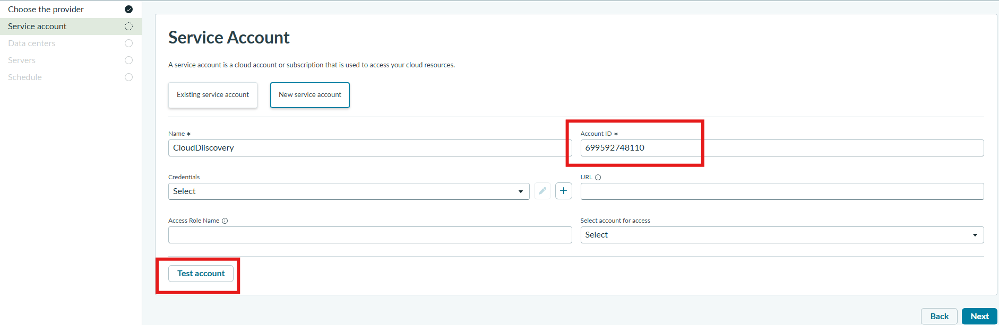 Choose the provider
Service account
Data centers
Servers
Schedule
Service Account
A service account is a cloud account or subscription that is used to access your cloud resources.
Existing service account
New service account
Name *
Account ID *
CloudDiiscovery
699592748110
Credentials
URL
Select
Access Role Name
Select account for access
Select
Test account
Back
Next